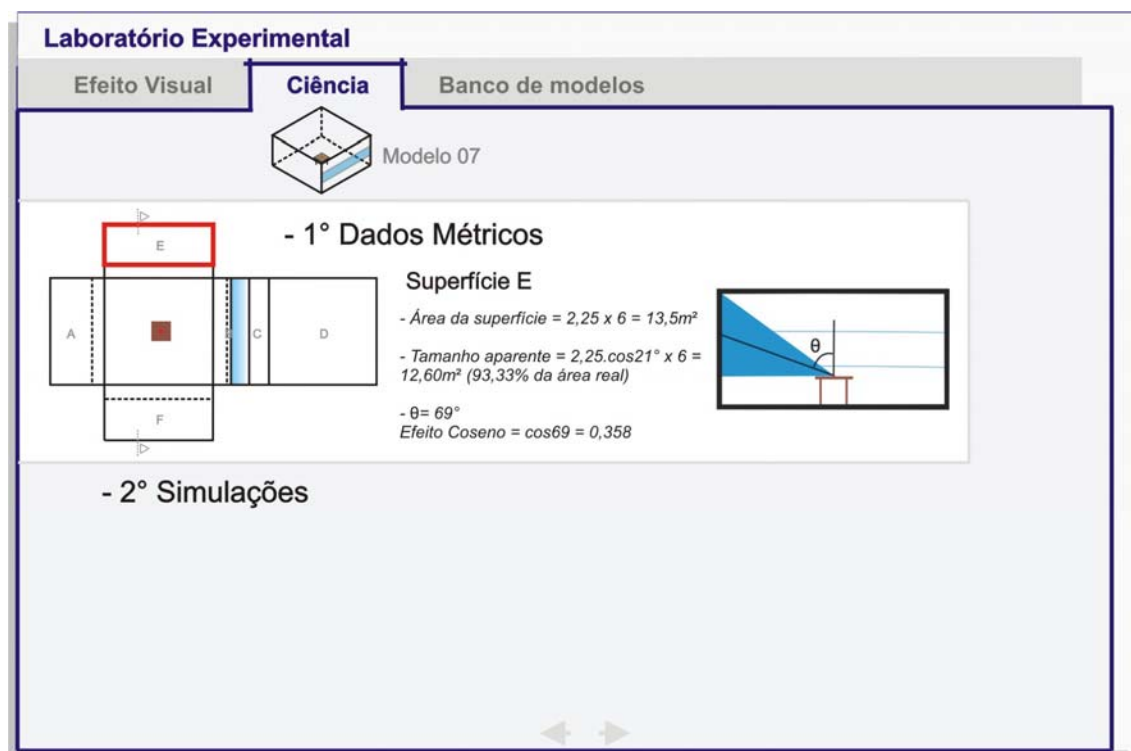 Laboratório Experimental
Efeito Visual
Ciência
Banco de modelos
Modelo 07
- 1° Dados Métricos
Superfície E
- Área da superfície = 2,25 x 6 = 13,5m²
- Tamanho aparente = 2,25.cos21° x 6 =
12,60m² (93,33% da área real)
- θ= 69°
Efeito Coseno = cos69 = 0,358
E
A
C
D
F
θ
- 2° Simulações